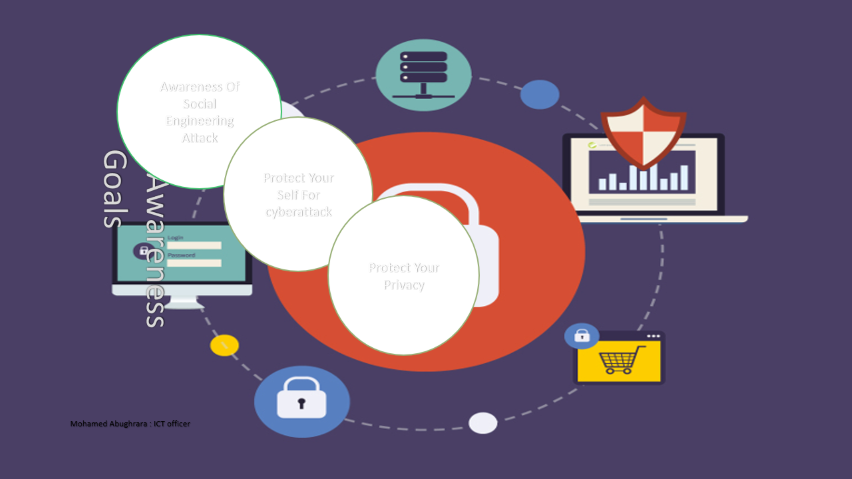 Awareness Of
Social
Engineering
Attack
Protect Your
Self For
cyberattack
Protect Your
Privacy
Awareness
Goals
Login
Password
Mohamed Abughrara : ICT officer